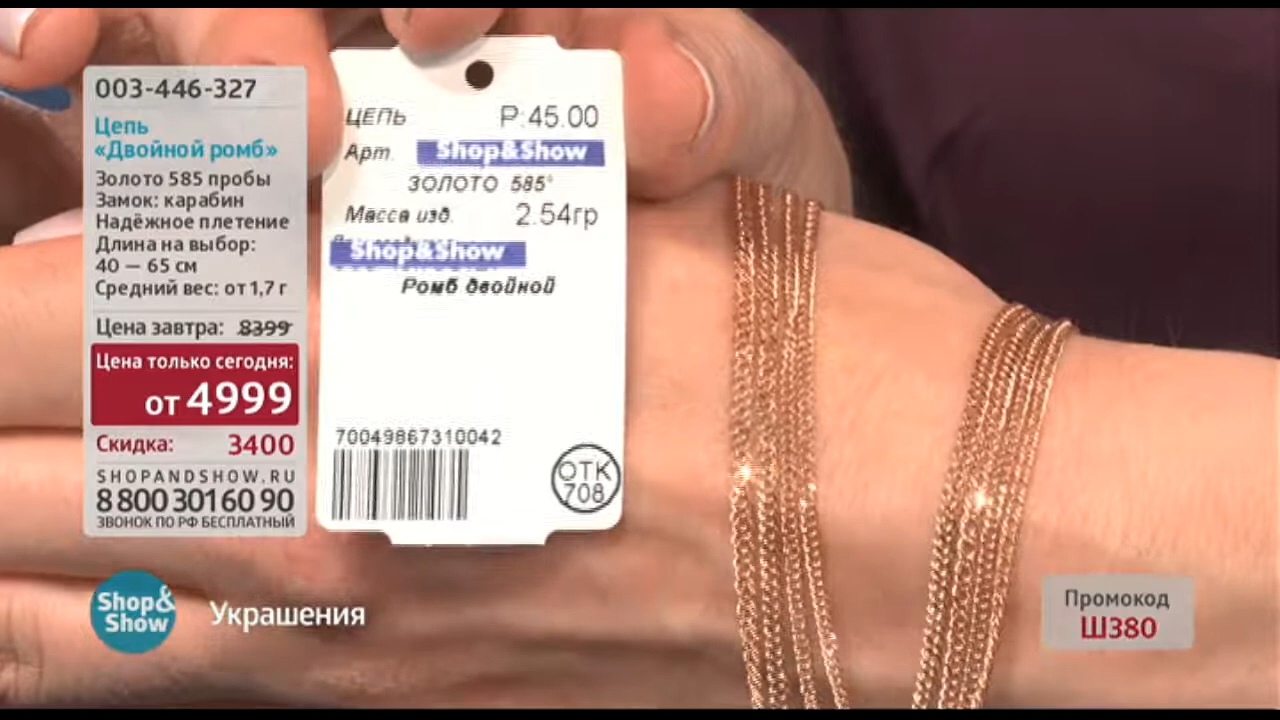 003-446-327
Цепь
«Двойной ромб»
Золото 585 пробы
Замок: карабин
Надёжное плетение
Длина на выбор:
40 — 65 см
Средний вес: от 1,7 г
Цена завтра: 8399
Цена только сегодня:
от 4999
Скидка: 3400
SHOPANDSHOW.RU
8 800 301 60 90
ЗВОНОК ПО РФ БЕСПЛАТНЫЙ
ЦЕПЬ Р:45.00
Арт. Shop&Show
ЗОЛОТО 585°
Масса изд. 2.54гр
Shop&Show
Ромб двойной
70049867310042
ОТК
708
Shop&
Show
Украшения
Промокод
Ш380